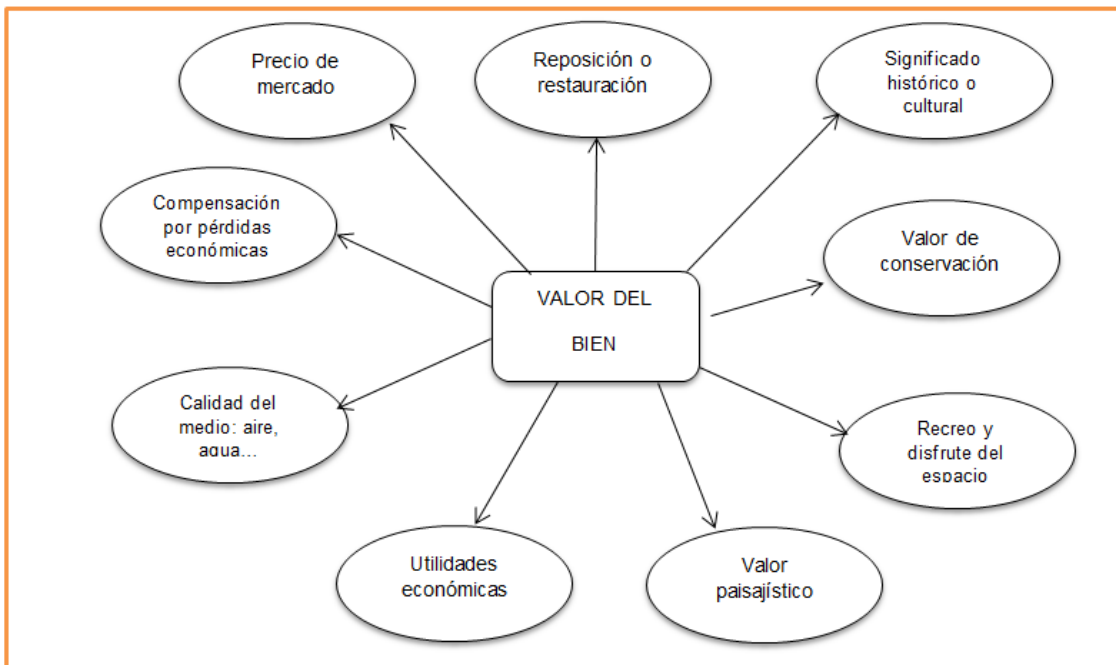 Precio de
mercado
Reposición o
restauración
Significado
histórico o
cultural
Compensación
por pérdidas
económicas
Valor de
conservación
VALOR DEL
BIEN
Calidad del
medio: aire,
agua...
Recreo y
disfrute del
espacio
Utilidades
económicas
Valor
paisajístico